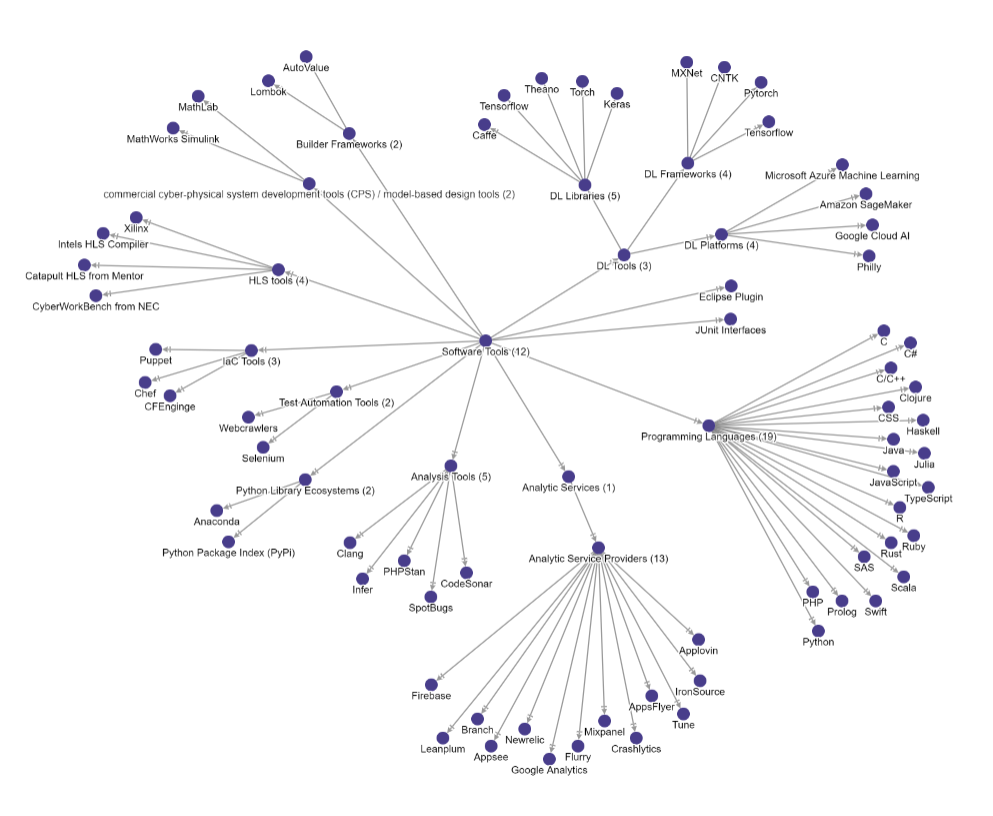 AutoValue
Lombok
MathLab
MathWorks Simulink
Builder Frameworks (2)
commercial cyber-physical system development tools (CPS) / model-based design tools (2)
Theano
Torch
Keras
Tensorflow
Caffe
DL Libraries (5)
MXNet
CNTK
Pytorch
Tensorflow
DL Frameworks (4)
Microsoft Azure Machine Learning
Amazon SageMaker
Google Cloud AI
Philly
DL Platforms (4)
DL Tools (3)
Xilinx
Intels HLS Compiler
Catapult HLS from Mentor
CyberWorkBench from NEC
HLS tools (4)
Eclipse Plugin
JUnit Interfaces
Software Tools (12)
Puppet
IaC Tools (3)
Chef
CFEnginge
Test Automation Tools (2)
Webcrawlers
Selenium
Python Library Ecosystems (2)
Anaconda
Python Package Index (PyPi)
Analysis Tools (5)
Clang
Infer
PHPStan
SpotBugs
CodeSonar
Analytic Services (1)
Analytic Service Providers (13)
Firebase
Leanplum
Branch
Appsee
Newrelic
Google Analytics
Flurry
Mixpanel
Crashlytics
AppsFlyer
Tune
IronSource
Applovin
Programming Languages (19)
C
C#
C/C++
Clojure
CSS
Haskell
Java
Julia
JavaScript
TypeScript
R
Ruby
Rust
SAS
Scala
Swift
Prolog
PHP
Python